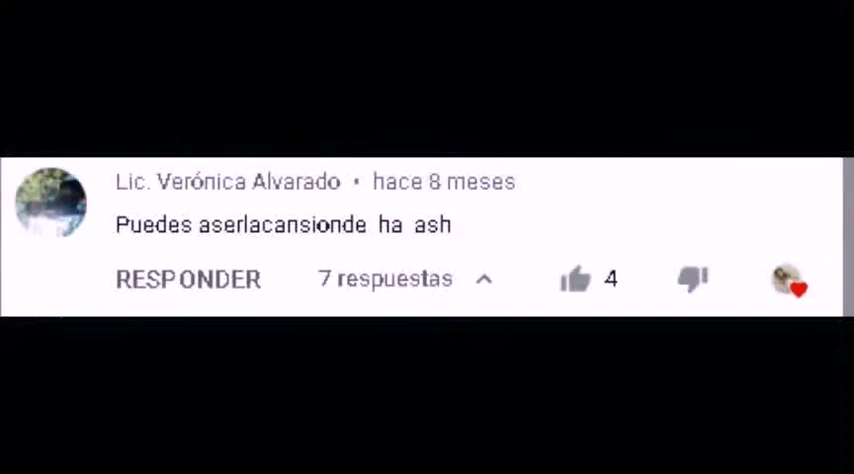 Lic. Verónica Alvarado • hace 8 meses
Puedes aserlacansionde ha ash
RESPONDER 7 respuestas 4